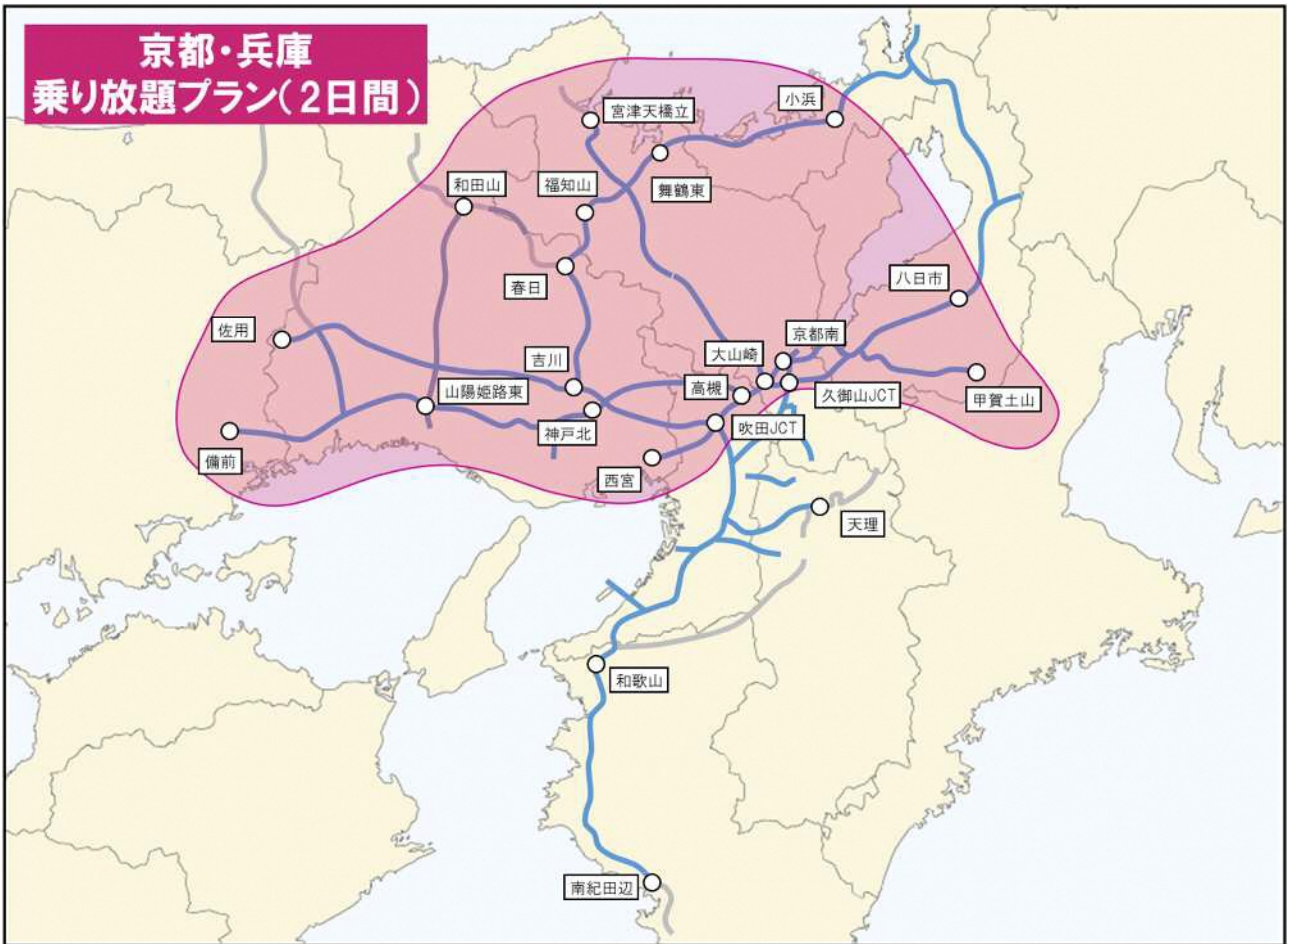 京都・兵庫
乗り放題プラン(2日間)
小浜
宮津天橋立
和田山
福知山
舞鶴東
春日
八日市
佐用
京都南
吉川
大山崎
山陽姫路東
高槻
久御山JCT
甲賀土山
神戸北
吹田JCT
備前
西宮
天理
和歌山
南紀田辺